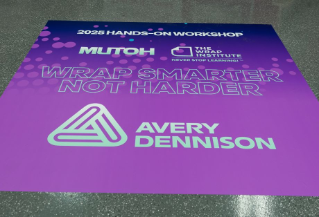 2025 HANDS-ON WORKSHOP
MUTOH
THE
WRAP
INSTITUTE
NEVER STOP LEARNING
WRAP SMARTER
NOT HARDER
AVERY
DENNISON